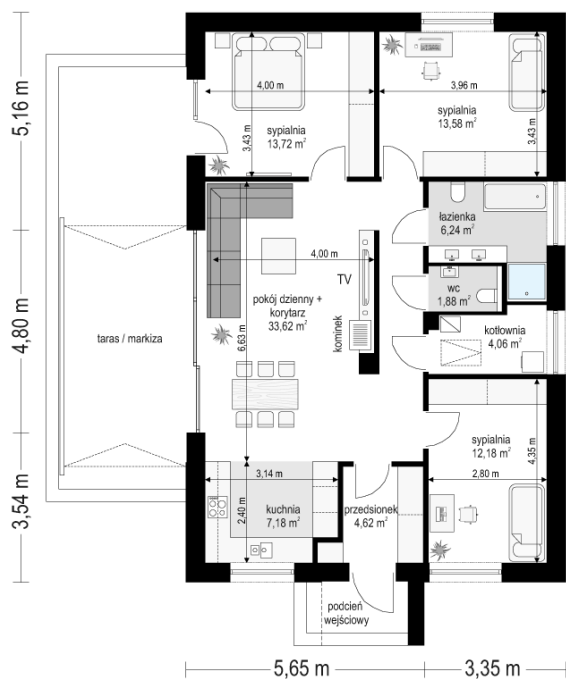 5,16 m
4,80 m
3,54 m
4,00 m
3,43 m
sypialnia
13,72 m²
3,96 m
sypialnia
13,58 m²
3,43 m
łazienka
6,24 m²
4,00 m
TV
pokój dzienny +
korytarz
33,62 m²
6,63 m
kominek
wc
1,88 m²
kotłownia
4,06 m²
taras / markiza
sypialnia
12,18 m²
2,80 m
4,35 m
3,14 m
2,40 m
kuchnia
7,18 m²
przedsionek
4,62 m²
podcień
wejściowy
5,65 m
3,35 m